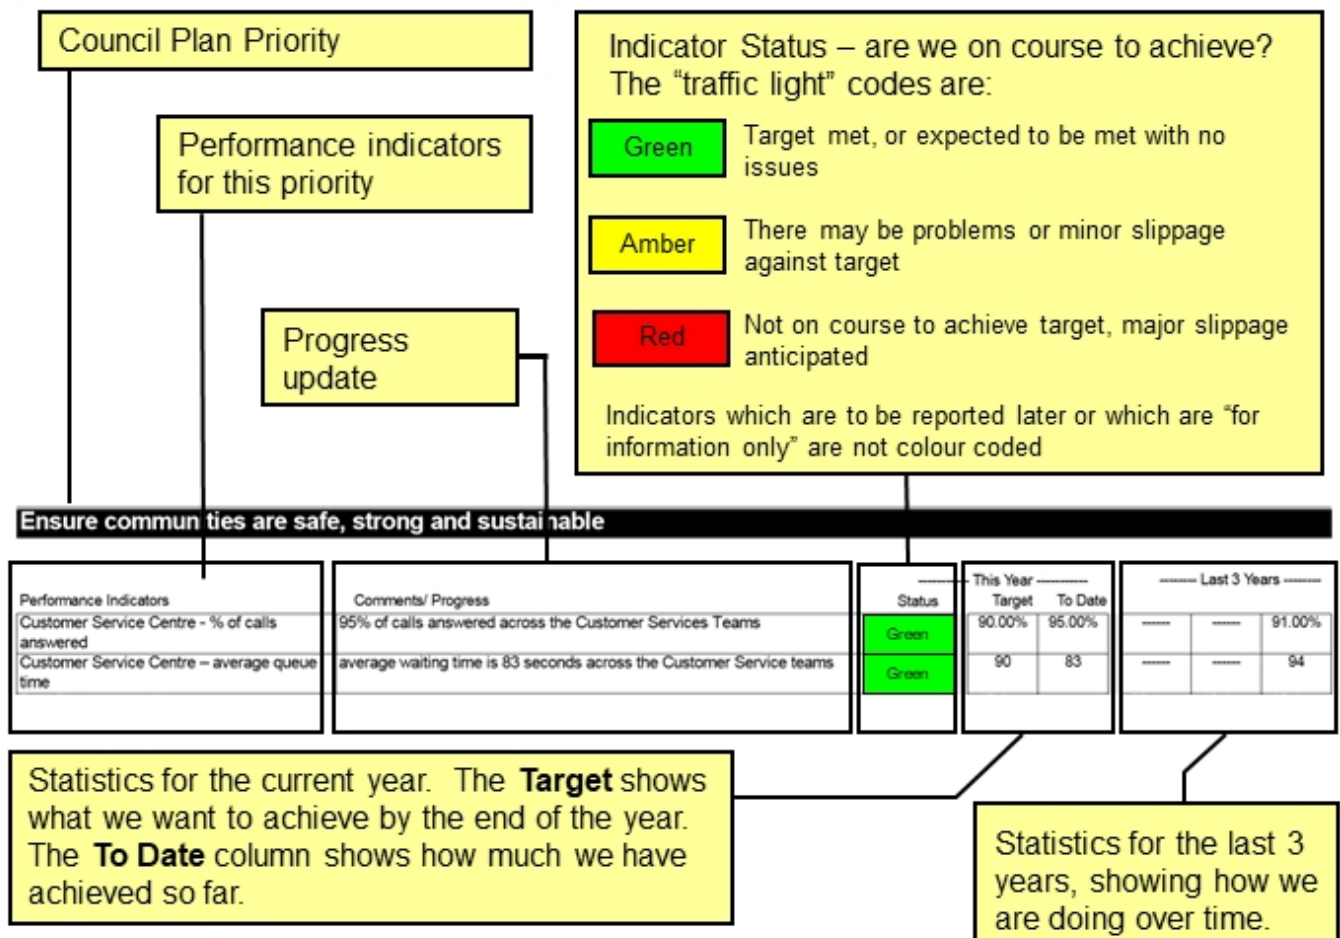 Council Plan Priority
Performance indicators
for this priority
Progress
update
Indicator Status – are we on course to achieve?
The “traffic light” codes are:
Green
Target met, or expected to be met with no
issues
Amber
There may be problems or minor slippage
against target
Red
Not on course to achieve target, major slippage
anticipated
Indicators which are to be reported later or which are “for
information only” are not colour coded
Ensure communities are safe, strong and sustainable
Performance Indicators
Comments/ Progress
Status
----------- This Year -----------
Target To Date
-------- Last 3 Years --------
Customer Service Centre - % of calls
answered
95% of calls answered across the Customer Services Teams
Green
90.00% 95.00% ------ ------ 91.00%
Customer Service Centre – average queue
time
average waiting time is 83 seconds across the Customer Service teams
Green
90 83 ------ ------ 94
Statistics for the current year. The Target shows
what we want to achieve by the end of the year.
The To Date column shows how much we have
achieved so far.
Statistics for the last 3
years, showing how we
are doing over time.